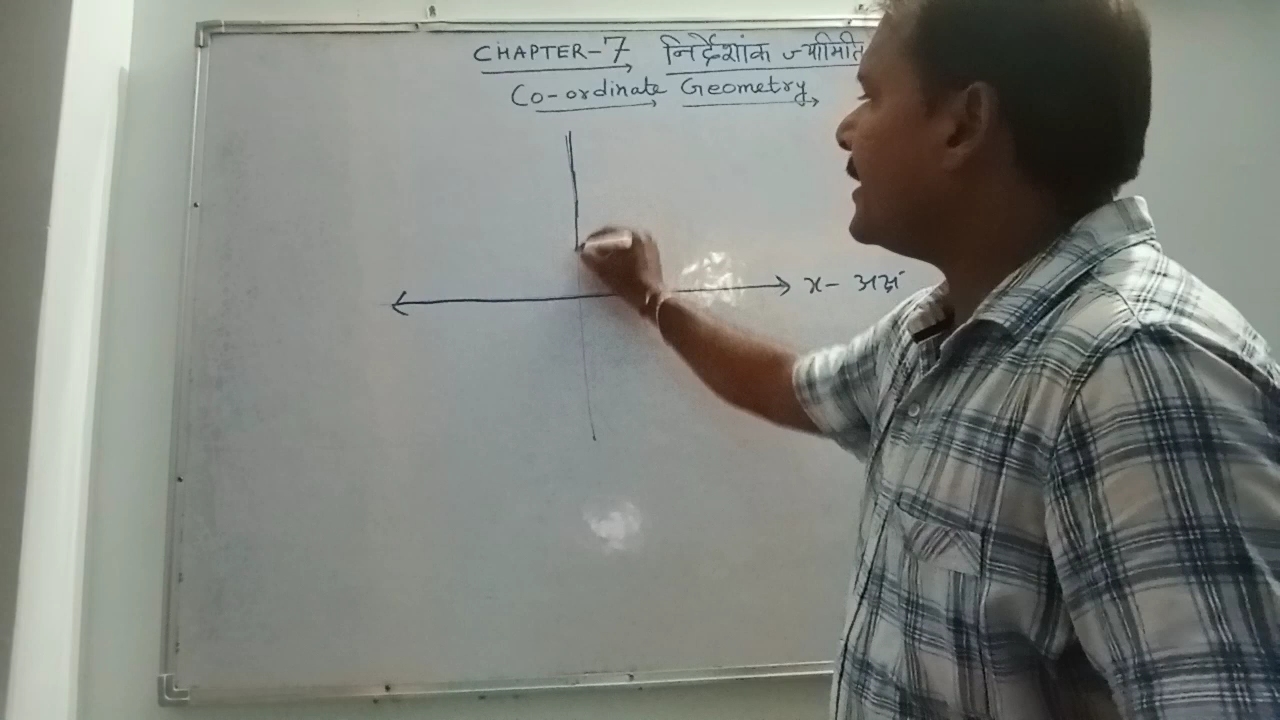 CHAPTER-7 निर्देशांक ज्यामिति
Co-ordinate Geometry
x- अक्ष